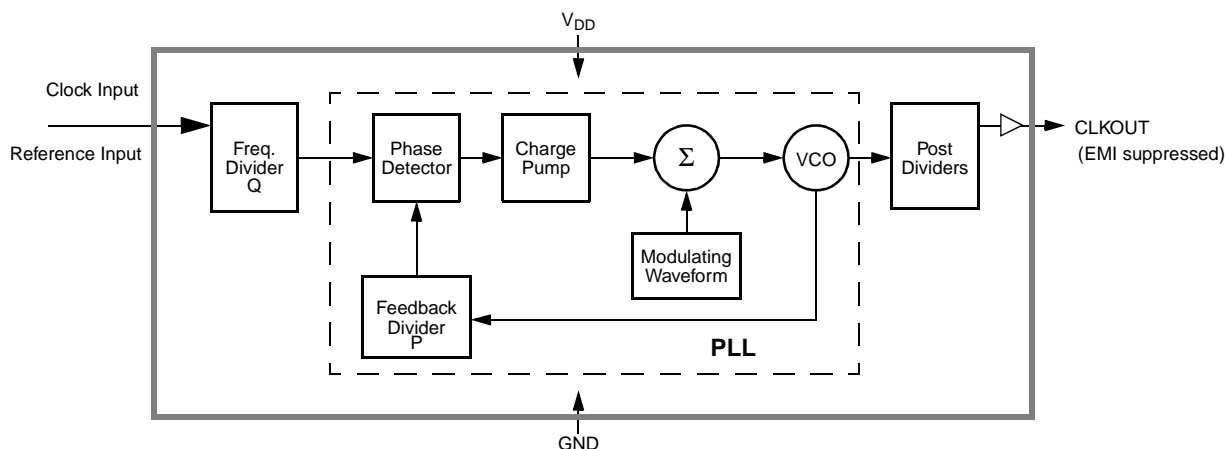 VDD
Clock Input
Reference Input
Freq.
Divider
Q
Phase
Detector
Charge
Pump
Σ
VCO
Post
Dividers
CLKOUT
(EMI suppressed)
Modulating
Waveform
Feedback
Divider
P
PLL
GND